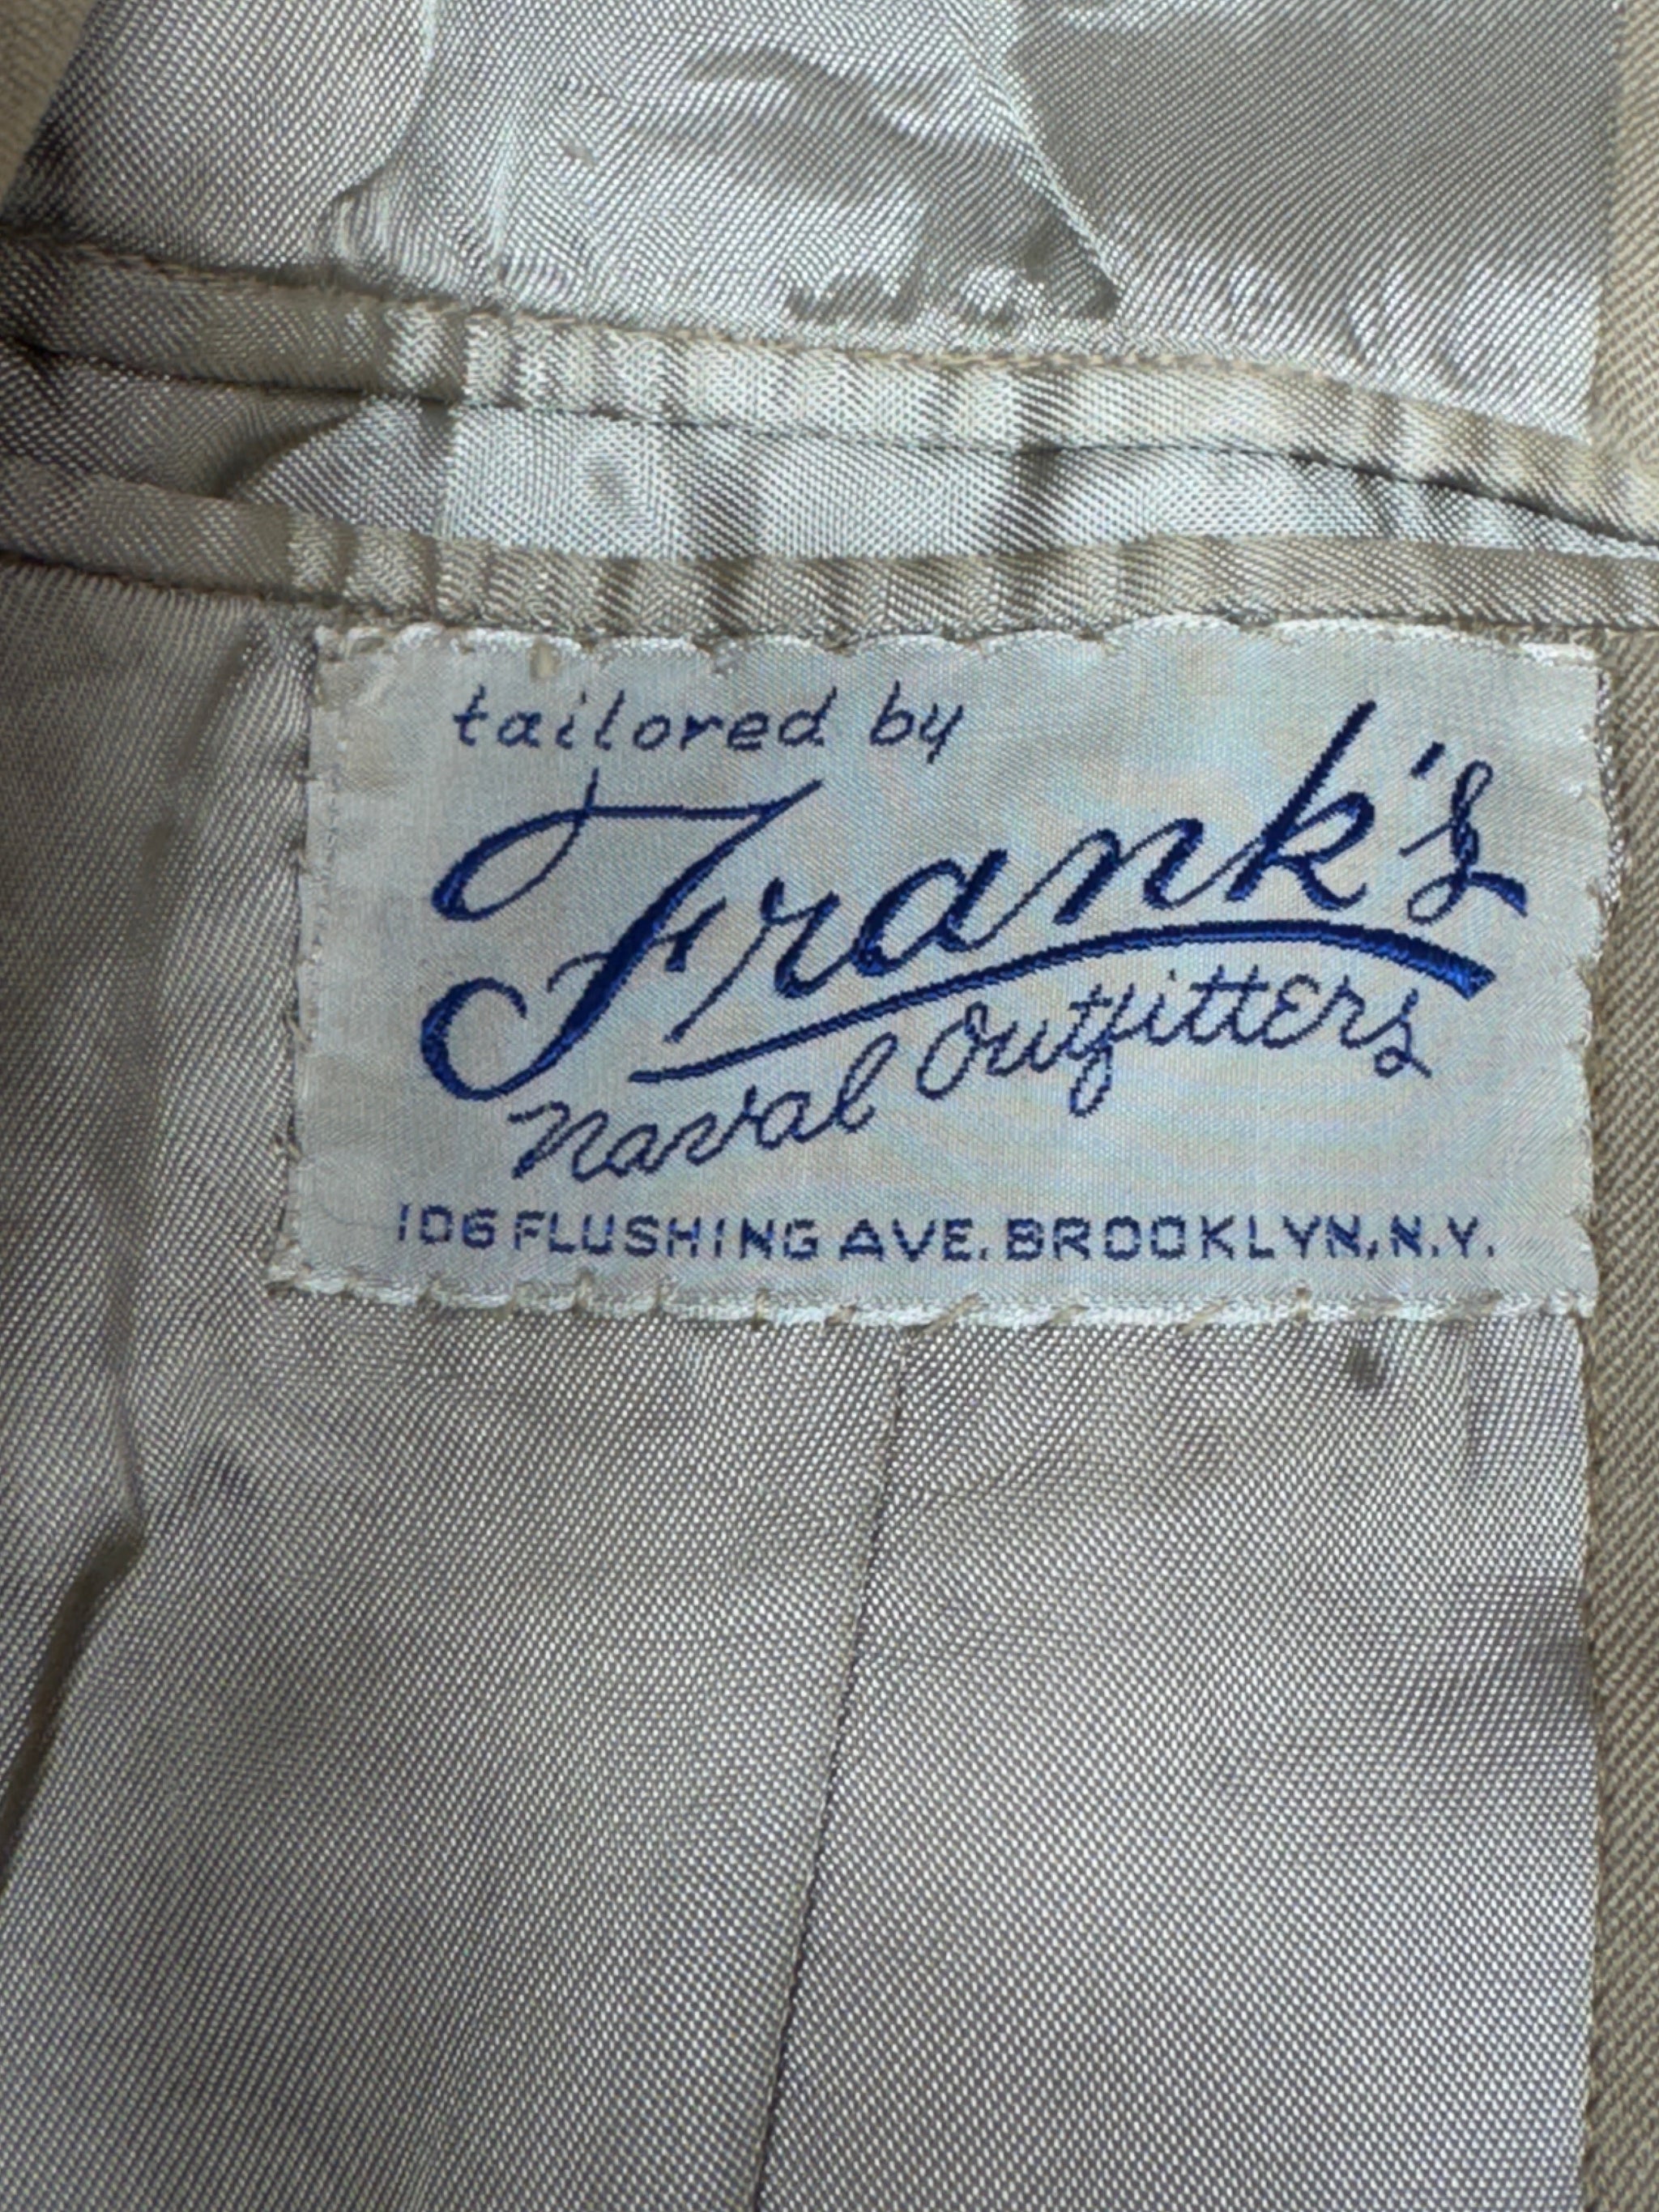 tailored by
Frank's
Naval Outfitters
106 FLUSHING AVE. BROOKLYN, N.Y.